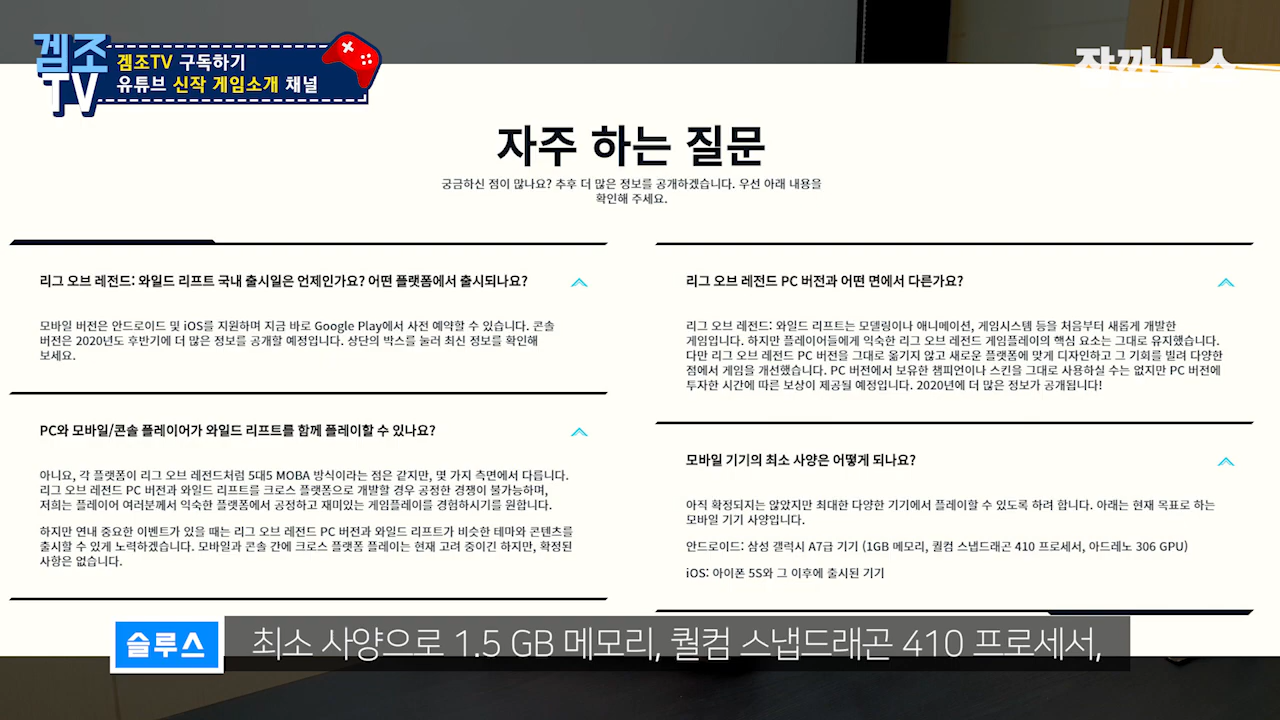 겜조
TV
겜조TV 구독하기
유튜브 신작 게임소개 채널
자주 하는 질문
궁금하신 점이 많나요? 추후 더 많은 정보를 공개하겠습니다. 우선 아래 내용을
확인해 주세요.
리그 오브 레전드: 와일드 리프트 국내 출시일은 언제인가요? 어떤 플랫폼에서 출시되나요?
모바일 버전은 안드로이드 및 iOS를 지원하며 지금 바로 Google Play에서 사전 예약할 수 있습니다. 콘솔
버전은 2020년도 후반기에 더 많은 정보를 공개할 예정입니다. 상단의 박스를 눌러 최신 정보를 확인해
보세요.
PC와 모바일/콘솔 플레이어가 와일드 리프트를 함께 플레이할 수 있나요?
아니요, 각 플랫폼이 리그 오브 레전드처럼 5대5 MOBA 방식이라는 점은 같지만, 몇 가지 측면에서 다릅니다.
리그 오브 레전드 PC 버전과 와일드 리프트를 크로스 플랫폼으로 개발할 경우 공정한 경쟁이 불가능하며,
저희는 플레이어 여러분께서 익숙한 플랫폼에서 공정하고 재미있는 게임플레이를 경험하시기를 원합니다.
하지만 연내 중요한 이벤트가 있을 때는 리그 오브 레전드 PC 버전과 와일드 리프트가 비슷한 테마와 콘텐츠를
출시할 수 있게 노력하겠습니다. 모바일과 콘솔 간에 크로스 플랫폼 플레이는 현재 고려 중이긴 하지만, 확정된
사항은 없습니다.
리그 오브 레전드 PC 버전과 어떤 면에서 다른가요?
리그 오브 레전드: 와일드 리프트는 모델링이나 애니메이션, 게임시스템 등을 처음부터 새롭게 개발한
게임입니다. 하지만 플레이어들에게 익숙한 리그 오브 레전드 게임플레이의 핵심 요소는 그대로 유지했습니다.
다만 리그 오브 레전드 PC 버전을 그대로 옮기지 않고 새로운 플랫폼에 맞게 디자인하고 그 기회를 빌려 다양한
점에서 게임을 개선했습니다. PC 버전에서 보유한 챔피언이나 스킨을 그대로 사용하실 수는 없지만 PC 버전에
투자한 시간에 따른 보상이 제공될 예정입니다. 2020년에 더 많은 정보가 공개됩니다!
모바일 기기의 최소 사양은 어떻게 되나요?
아직 확정되지는 않았지만 최대한 다양한 기기에서 플레이할 수 있도록 하려 합니다. 아래는 현재 목표로 하는
모바일 기기 사양입니다.
안드로이드: 삼성 갤럭시 A7급 기기 (1GB 메모리, 퀄컴 스냅드래곤 410 프로세서, 아드레노 306 GPU)
iOS: 아이폰 5S와 그 이후에 출시된 기기
슬루스
최소 사양으로 1.5 GB 메모리, 퀄컴 스냅드래곤 410 프로세서,